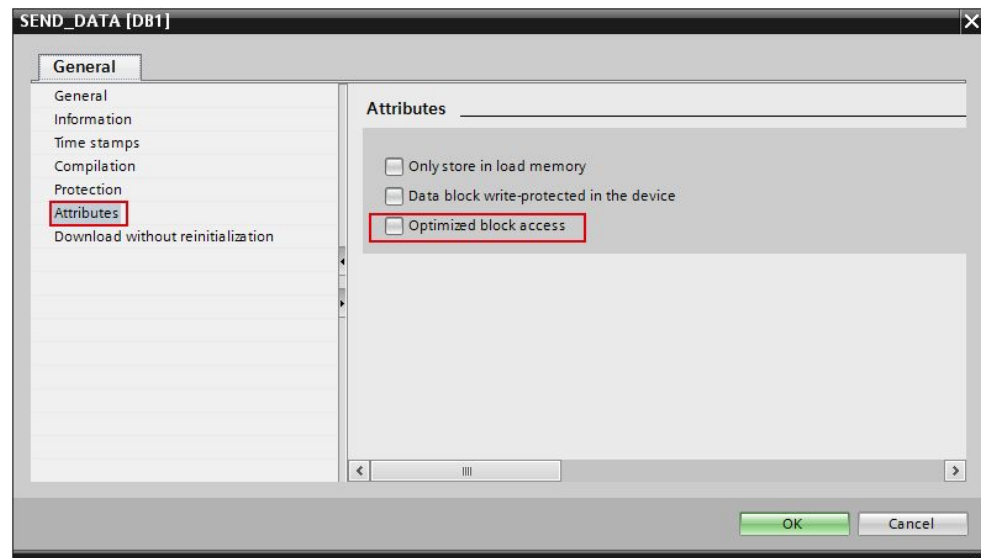 SEND_DATA [DB1]
General
General
Information
Time stamps
Compilation
Protection
Attributes
Download without reinitialization
Attributes
Only store in load memory
Data block write-protected in the device
Optimized block access
OK
Cancel